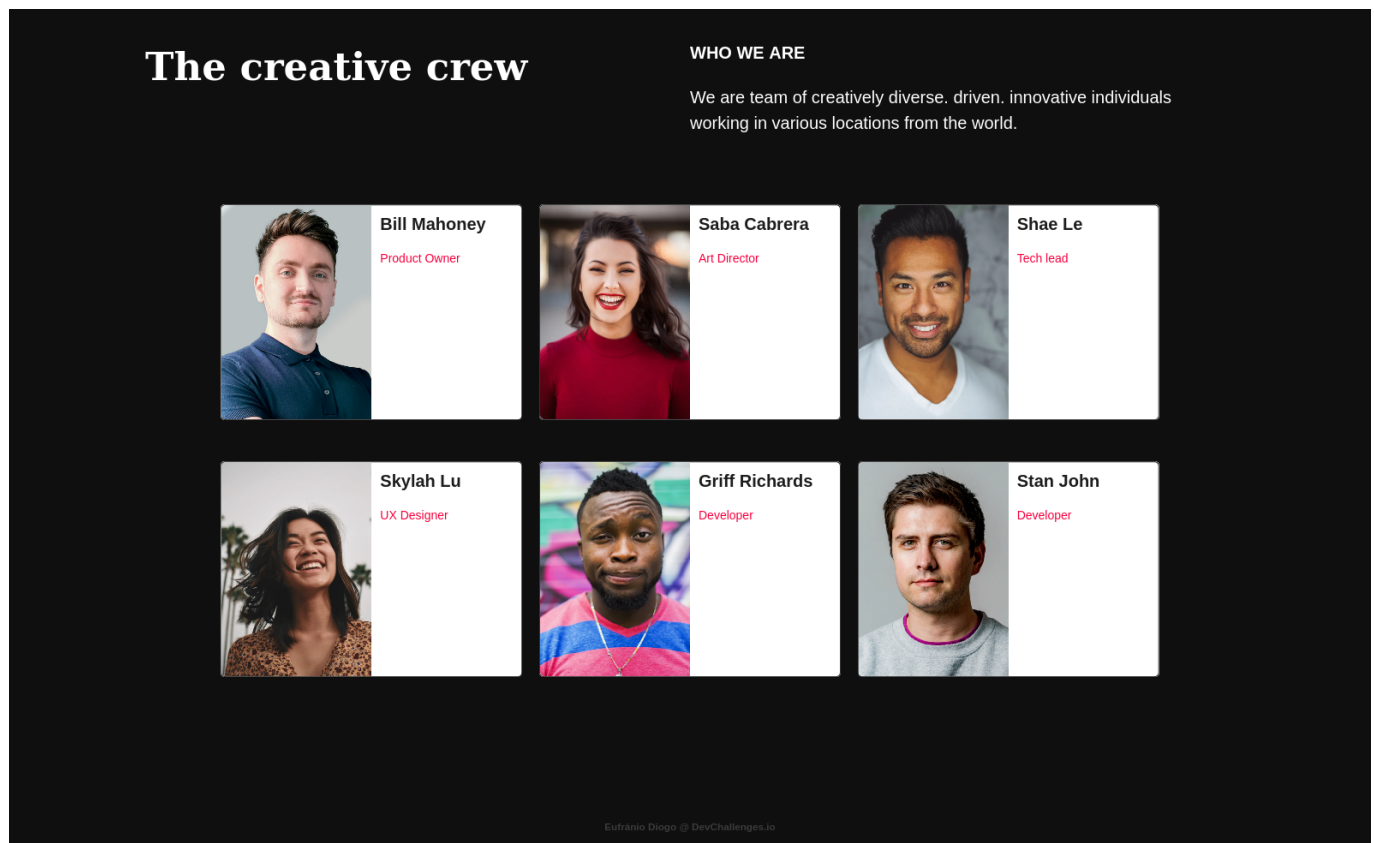 The creative crew
WHO WE ARE
We are team of creatively diverse. driven. innovative individuals
working in various locations from the world.
Bill Mahoney
Product Owner
Saba Cabrera
Art Director
Shae Le
Tech lead
Skylah Lu
UX Designer
Griff Richards
Developer
Stan John
Developer
Eufránio Diogo @ DevChallenges.io